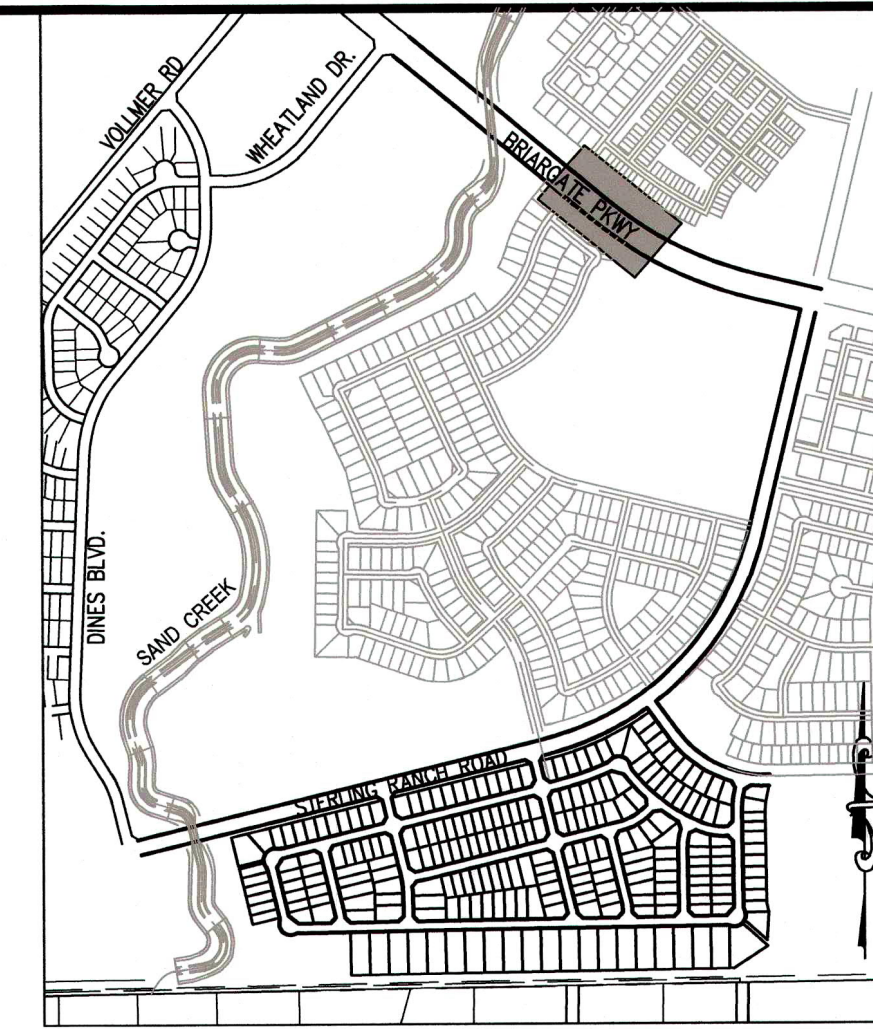 VOLLMER RD
WHEATLAND DR.
BRIARGATE PKWY
DINES BLVD.
SAND CREEK
STERLING RANCH ROAD